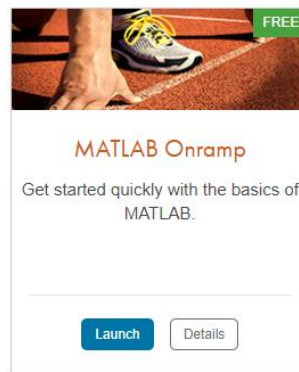 FREE
MATLAB Onramp
Get started quickly with the basics of
MATLAB.
Launch
Details